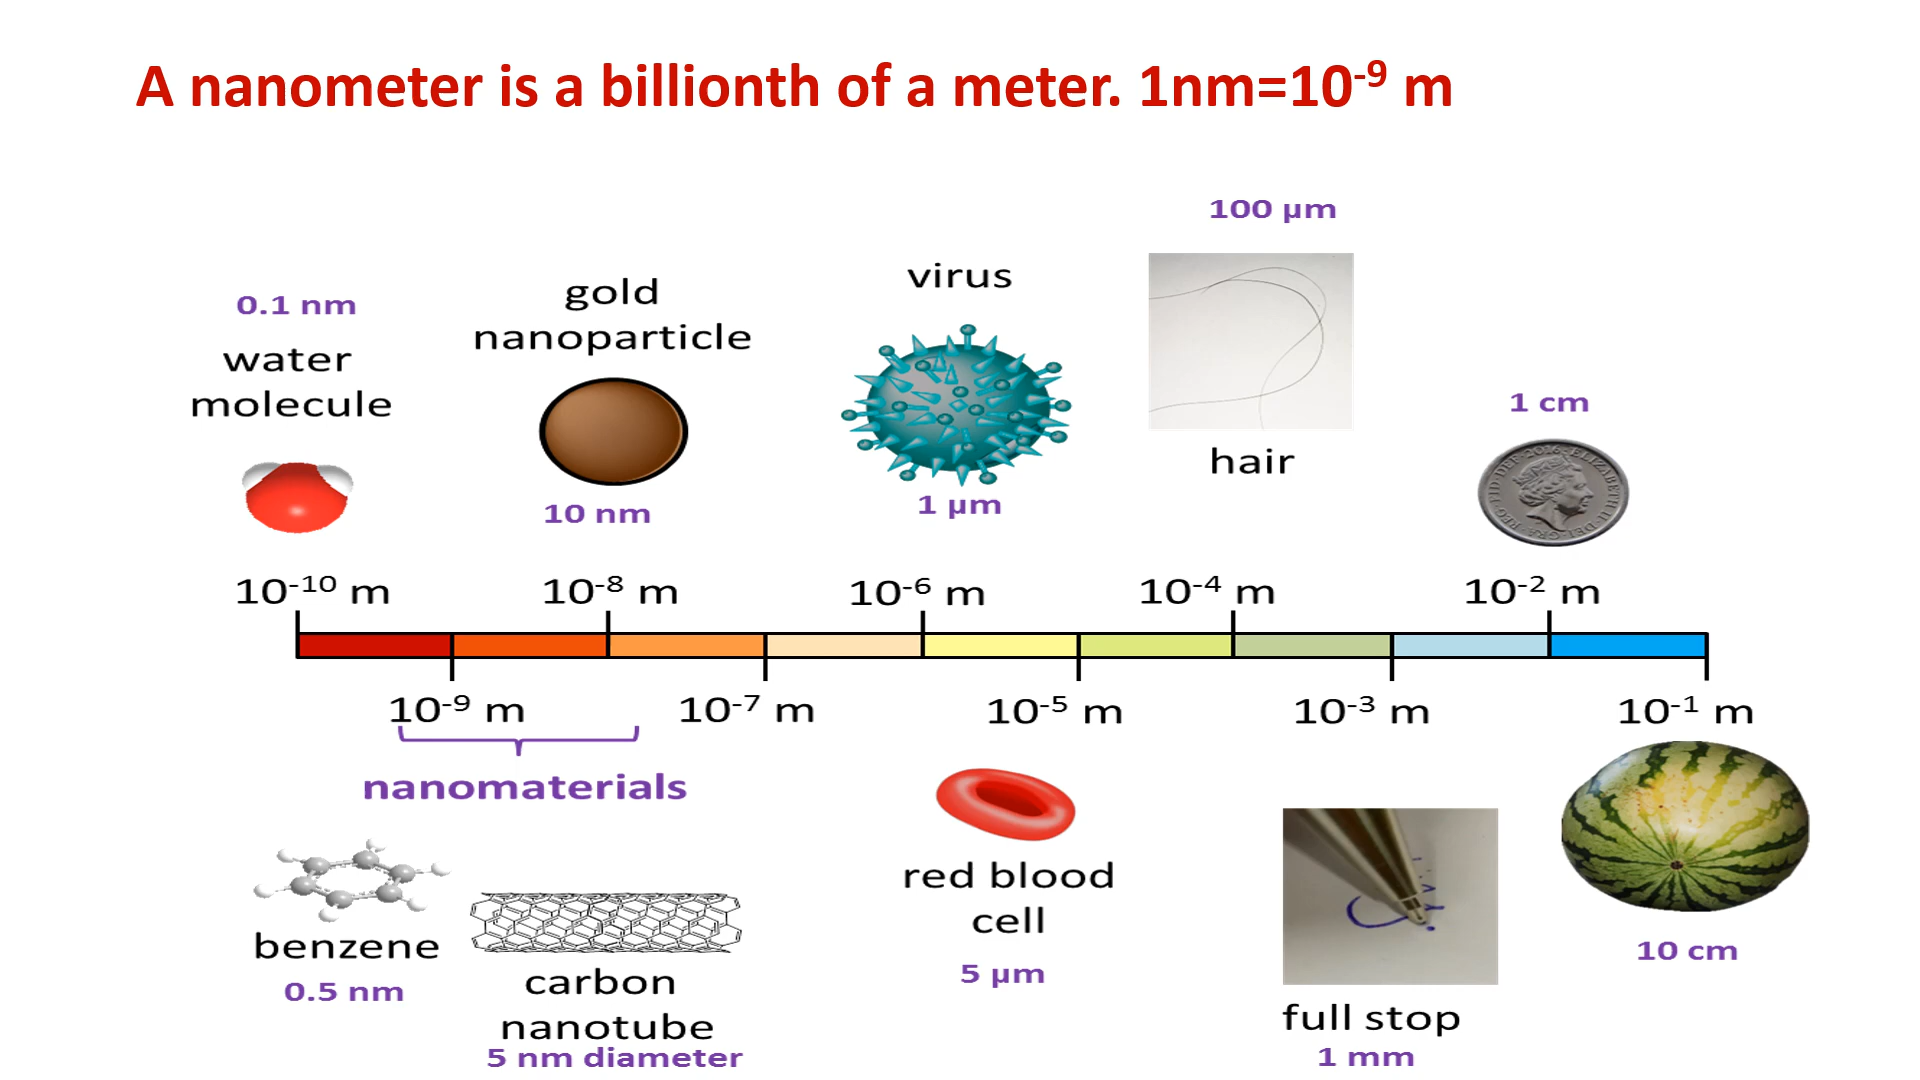 A nanometer is a billionth of a meter. 1nm=10⁻⁹ m
100 µm
virus
gold
nanoparticle
0.1 nm
water
molecule
1 cm
hair
1 µm
10 nm
10⁻¹⁰ m
10⁻⁸ m
10⁻⁶ m
10⁻⁴ m
10⁻² m
10⁻⁹ m
10⁻⁷ m
10⁻⁵ m
10⁻³ m
10⁻¹ m
nanomaterials
red blood
cell
5 µm
benzene
0.5 nm
carbon
nanotube
5 nm diameter
full stop
1 mm
10 cm